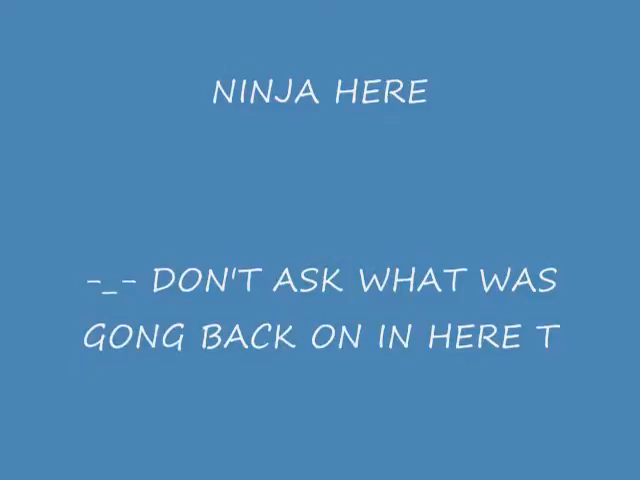 NINJA HERE
-_- DON'T ASK WHAT WAS
GONG BACK ON IN HERE T